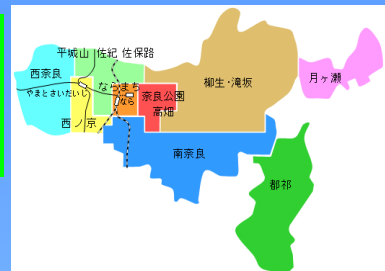 平城山 佐紀 佐保路
西奈良
やまとさいだいじ
ならまち
なら
奈良公園
高畑
柳生・滝坂
月ヶ瀬
西ノ京
南奈良
都祁